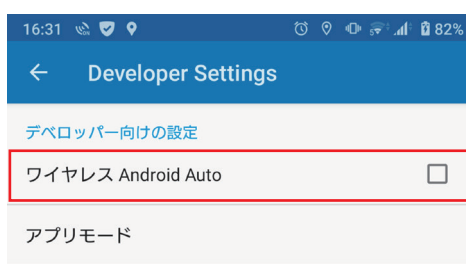 16:31 82%
Developer Settings
デベロッパー向けの設定
ワイヤレス Android Auto
アプリモード